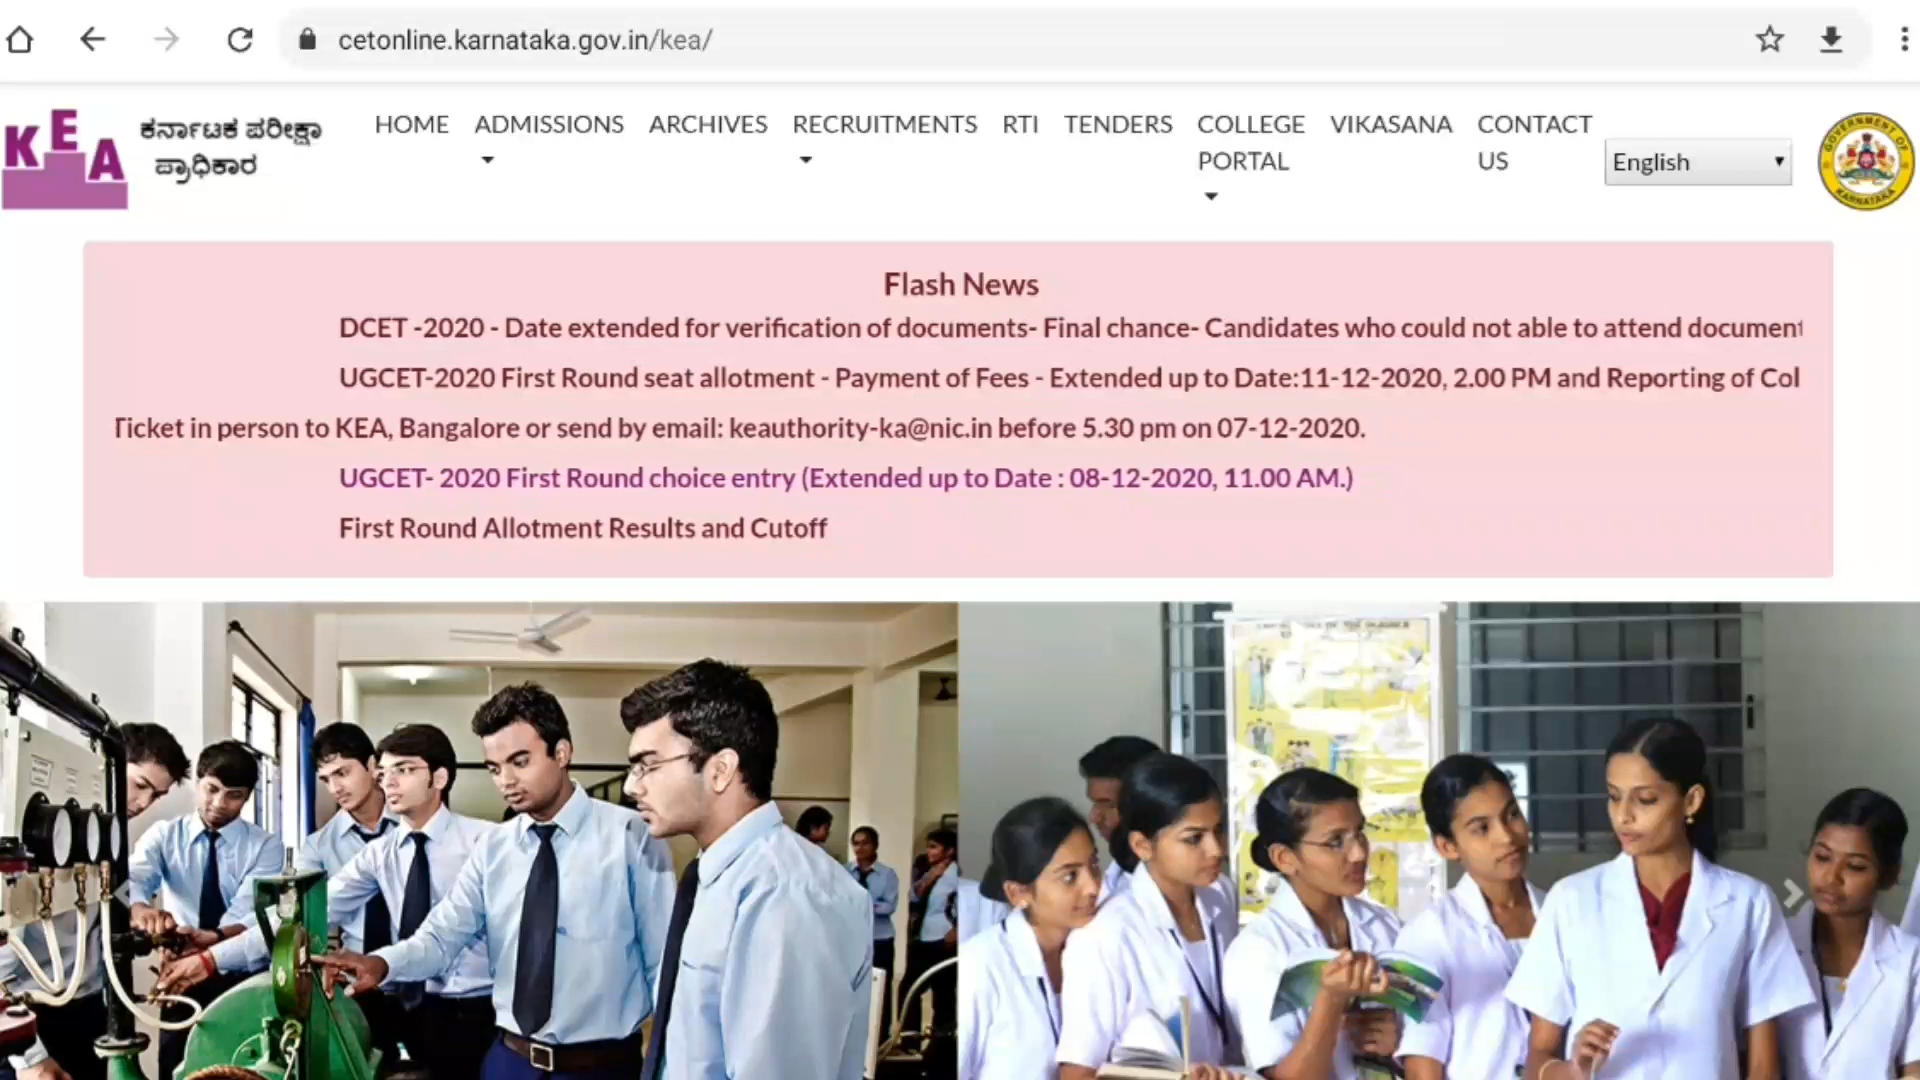 cetonline.karnataka.gov.in/kea/
KEA
ಕರ್ನಾಟಕ ಪರೀಕ್ಷಾ
ಪ್ರಾಧಿಕಾರ
HOME ADMISSIONS ARCHIVES RECRUITMENTS RTI TENDERS COLLEGE PORTAL VIKASANA CONTACT US
English
GOVERNMENT OF KARNATAKA
Flash News
DCET -2020 - Date extended for verification of documents- Final chance- Candidates who could not able to attend document
UGCET-2020 First Round seat allotment - Payment of Fees - Extended up to Date:11-12-2020, 2.00 PM and Reporting of Col
Ticket in person to KEA, Bangalore or send by email: keauthority-ka@nic.in before 5.30 pm on 07-12-2020.
UGCET- 2020 First Round choice entry (Extended up to Date : 08-12-2020, 11.00 AM.)
First Round Allotment Results and Cutoff